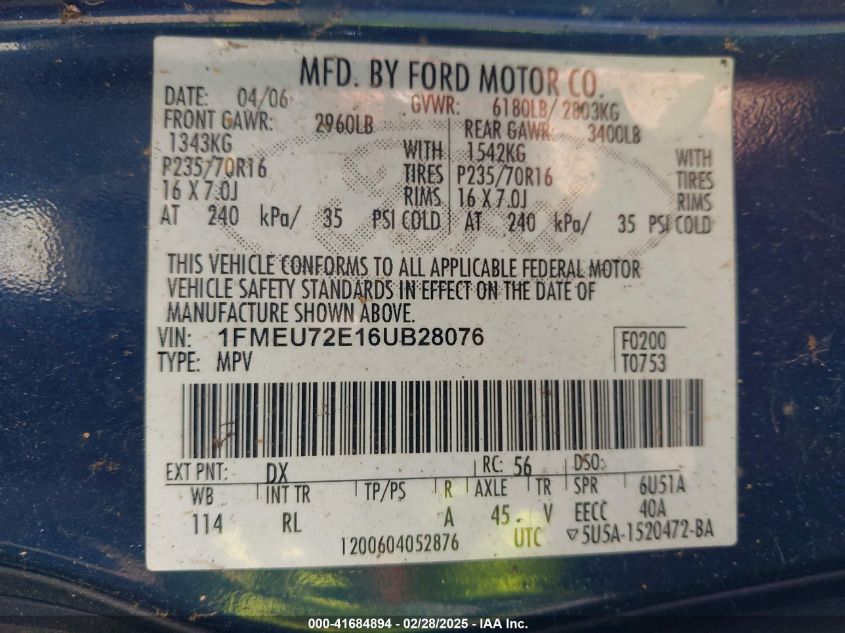 MFD. BY FORD MOTOR CO.
DATE: 04/06 GVWR: 6180LB/ 2803KG
FRONT GAWR: 2960LB REAR GAWR: 3400LB
1343KG WITH 1542KG WITH
P235/70R16 TIRES P235/70R16 TIRES
16 X 7.0J RIMS 16 X 7.0J RIMS
AT 240 kPa/ 35 PSI COLD AT 240 kPa/ 35 PSI COLD
THIS VEHICLE CONFORMS TO ALL APPLICABLE FEDERAL MOTOR
VEHICLE SAFETY STANDARDS IN EFFECT ON THE DATE OF
MANUFACTURE SHOWN ABOVE.
VIN: 1FMEU72E16UB28076 F0200
TYPE: MPV T0753
EXT PNT: DX RC: 56 DSO:
WB INT TR TP/PS R AXLE TR SPR 6U51A
114 RL A 45 V EECC 40A
1200604052876 UTC ▽5U5A-1520472-BA
000-41684894 - 02/28/2025 - IAA Inc.